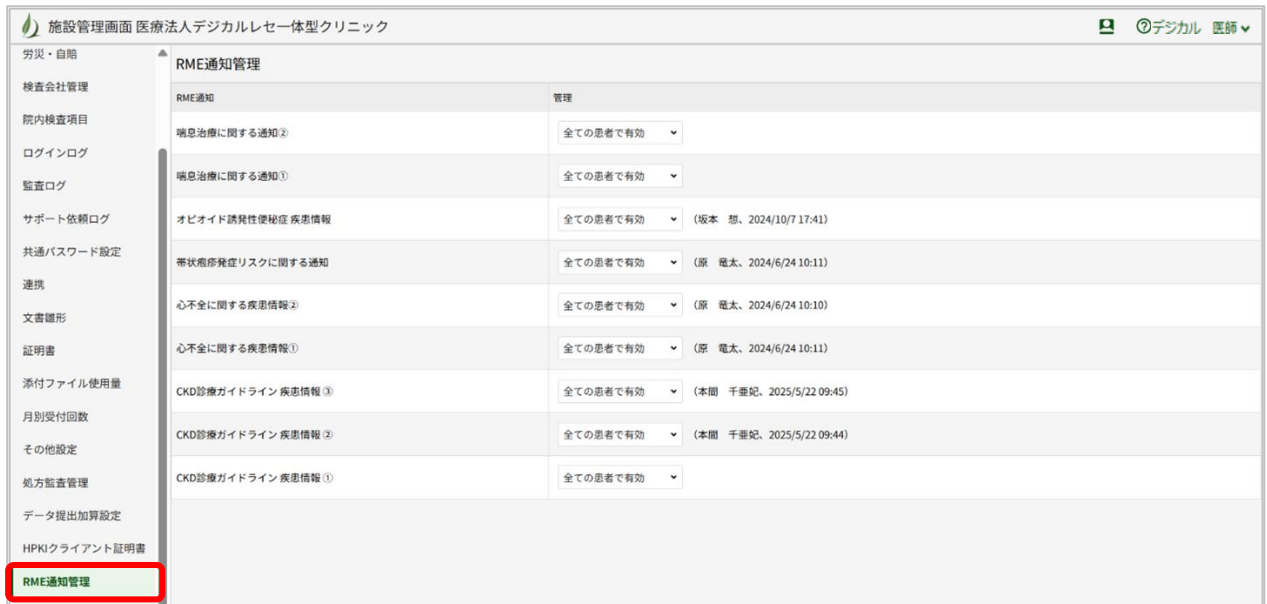 施設管理画面 医療法人デジカルレセ一体型クリニック
デジカル 医師
労災・自賠
検査会社管理
院内検査項目
ログインログ
監査ログ
サポート依頼ログ
共通パスワード設定
連携
文書雛形
証明書
添付ファイル使用量
月別受付回数
その他設定
処方監査管理
データ提出加算設定
HPKIクライアント証明書
RME通知管理
RME通知管理
RME通知 管理
喘息治療に関する通知② 全ての患者で有効
喘息治療に関する通知① 全ての患者で有効
オピオイド誘発性便秘症 疾患情報 全ての患者で有効 （坂本 想、2024/10/7 17:41）
帯状疱疹発症リスクに関する通知 全ての患者で有効 （原 竜太、2024/6/24 10:11）
心不全に関する疾患情報② 全ての患者で有効 （原 竜太、2024/6/24 10:10）
心不全に関する疾患情報① 全ての患者で有効 （原 竜太、2024/6/24 10:11）
CKD診療ガイドライン 疾患情報 ③ 全ての患者で有効 （本間 千亜妃、2025/5/22 09:45）
CKD診療ガイドライン 疾患情報 ② 全ての患者で有効 （本間 千亜妃、2025/5/22 09:44）
CKD診療ガイドライン 疾患情報 ① 全ての患者で有効